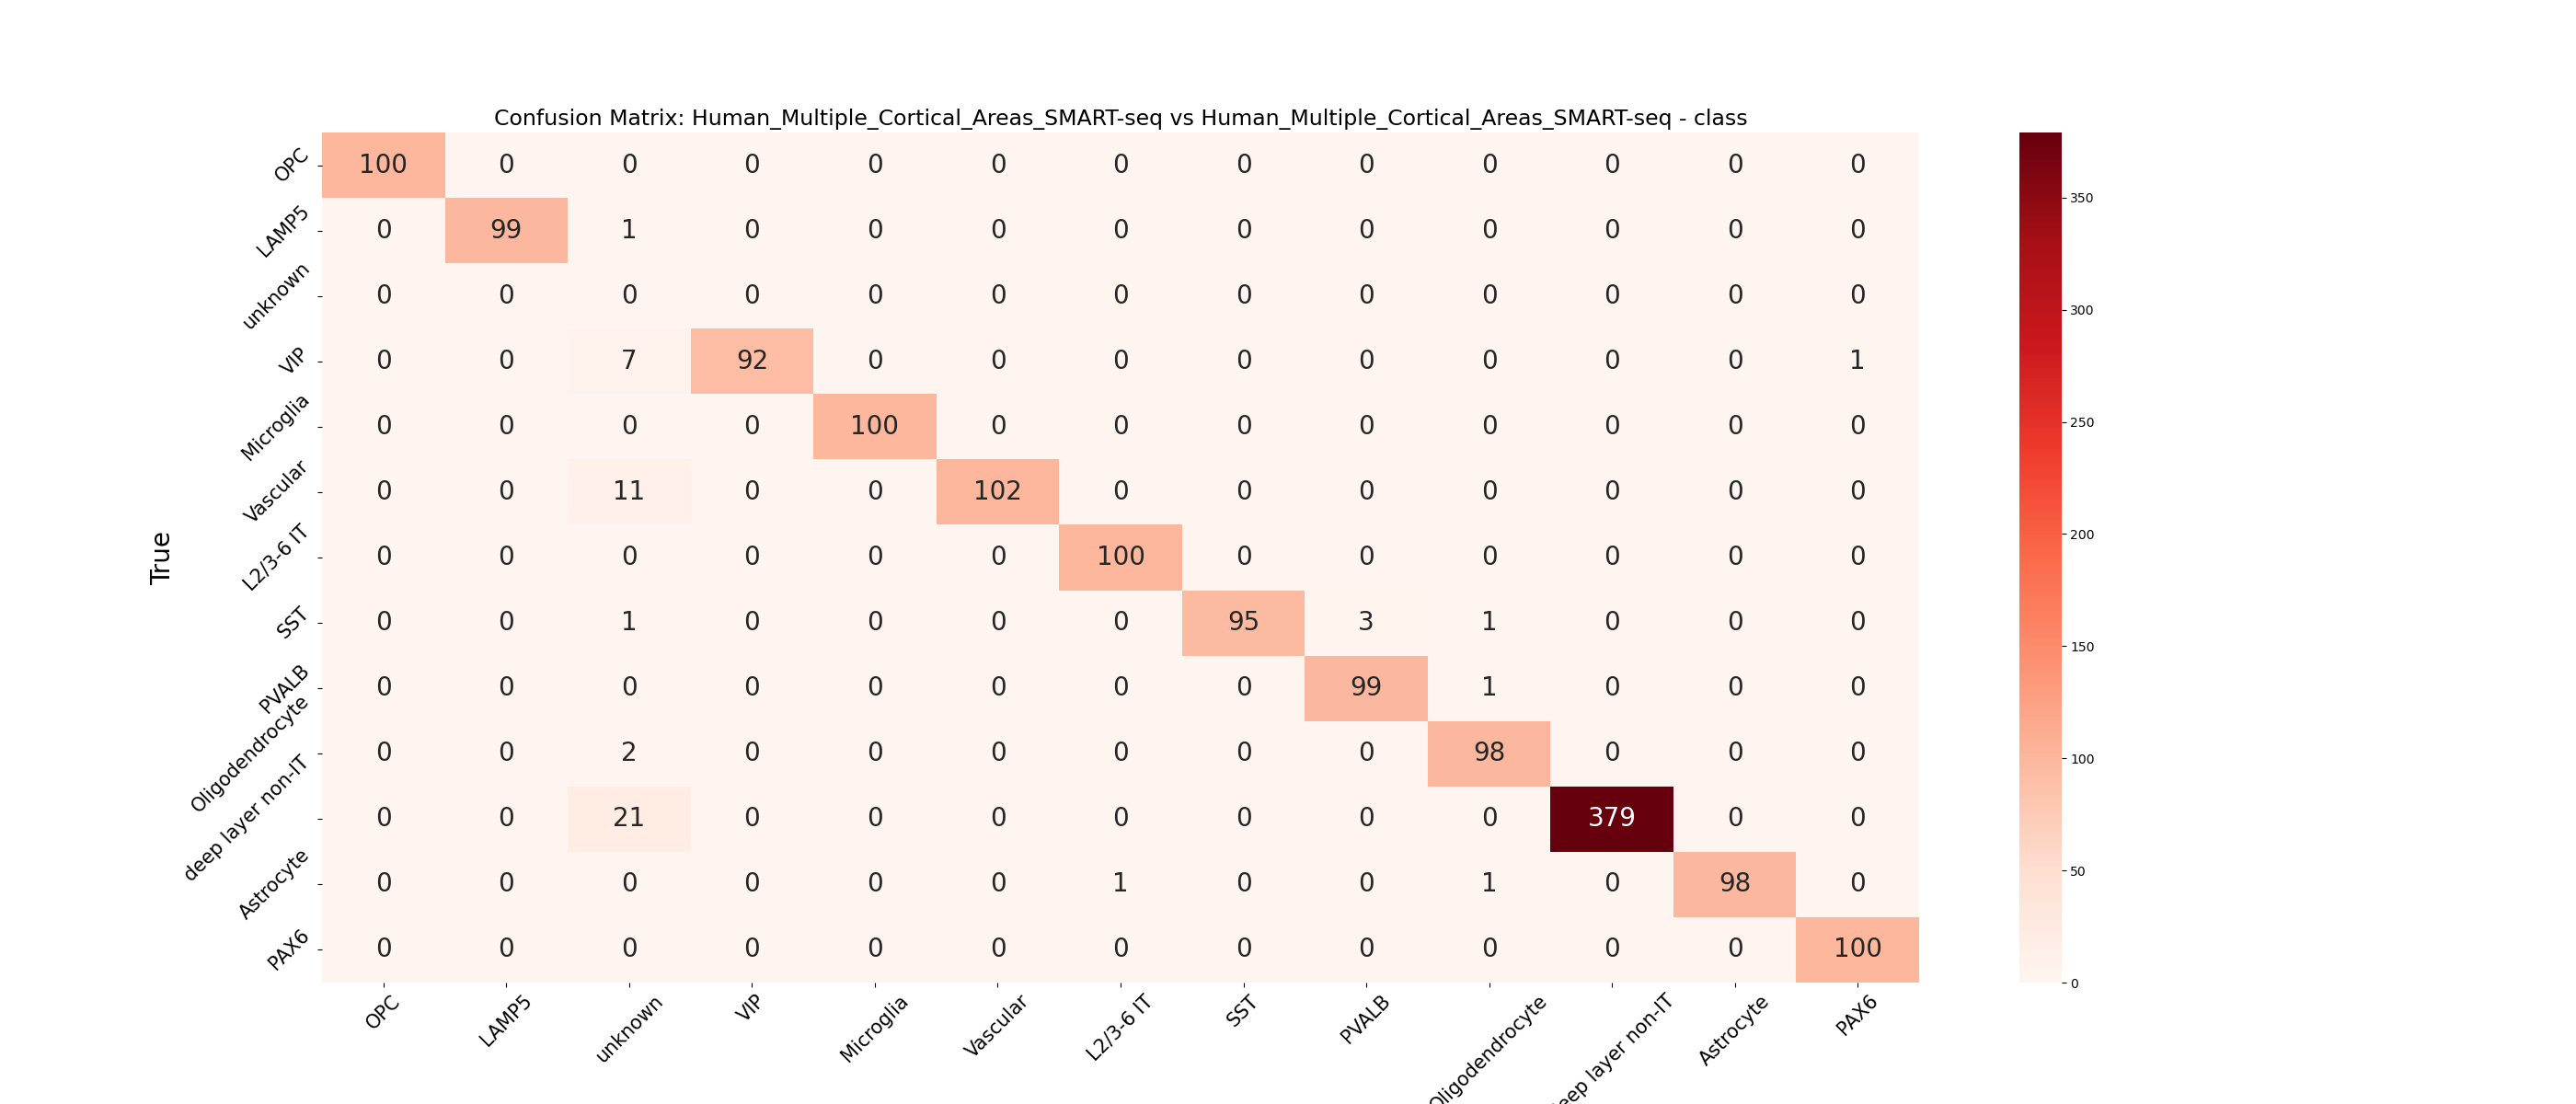 Confusion Matrix: Human_Multiple_Cortical_Areas_SMART-seq vs Human_Multiple_Cortical_Areas_SMART-seq - class
True
OPC 100 0 0 0 0 0 0 0 0 0 0 0 0
LAMP5 0 99 1 0 0 0 0 0 0 0 0 0 0
unknown 0 0 0 0 0 0 0 0 0 0 0 0 0
VIP 0 0 7 92 0 0 0 0 0 0 0 0 1
Microglia 0 0 0 0 100 0 0 0 0 0 0 0 0
Vascular 0 0 11 0 0 102 0 0 0 0 0 0 0
L2/3-6 IT 0 0 0 0 0 0 100 0 0 0 0 0 0
SST 0 0 1 0 0 0 0 95 3 1 0 0 0
PVALB 0 0 0 0 0 0 0 0 99 1 0 0 0
Oligodendrocyte 0 0 2 0 0 0 0 0 0 98 0 0 0
deep layer non-IT 0 0 21 0 0 0 0 0 0 0 379 0 0
Astrocyte 0 0 0 0 0 0 1 0 0 1 0 98 0
PAX6 0 0 0 0 0 0 0 0 0 0 0 0 100
OPC LAMP5 unknown VIP Microglia Vascular L2/3-6 IT SST PVALB Oligodendrocyte eep layer non-IT Astrocyte PAX6
350
300
250
200
150
100
50
0